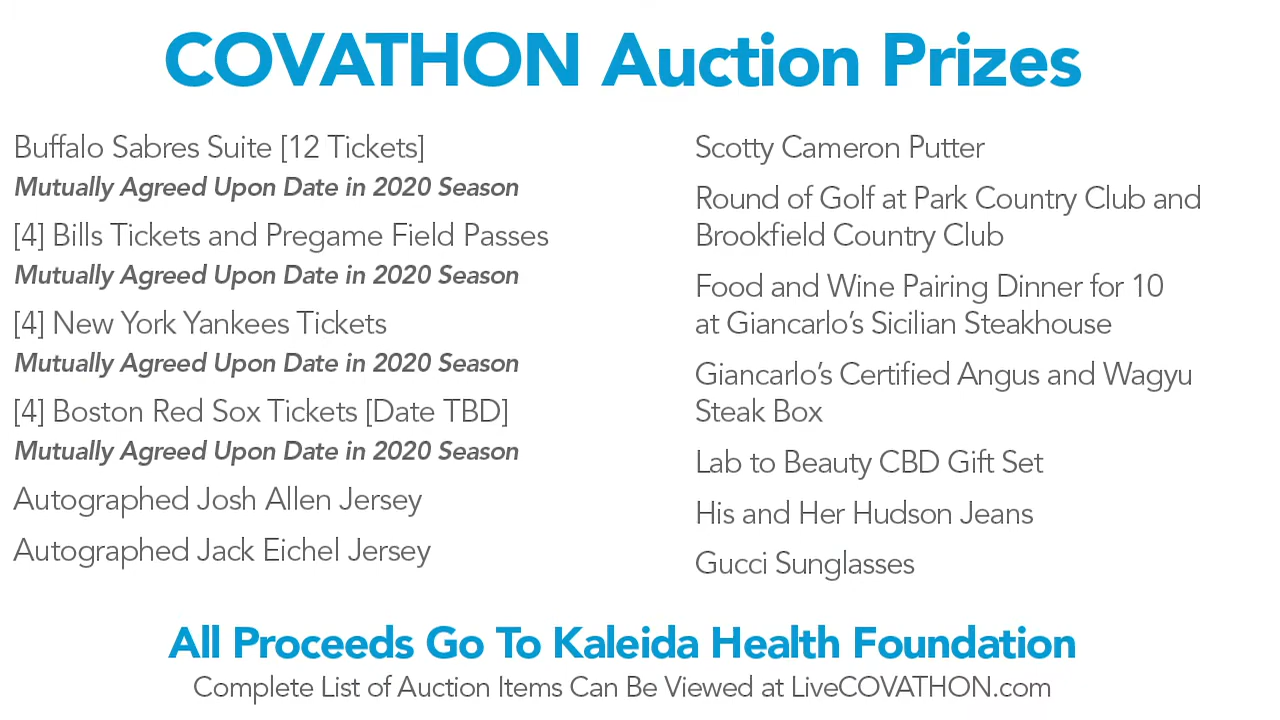 COVATHON Auction Prizes
Buffalo Sabres Suite [12 Tickets]
Mutually Agreed Upon Date in 2020 Season
[4] Bills Tickets and Pregame Field Passes
Mutually Agreed Upon Date in 2020 Season
[4] New York Yankees Tickets
Mutually Agreed Upon Date in 2020 Season
[4] Boston Red Sox Tickets [Date TBD]
Mutually Agreed Upon Date in 2020 Season
Autographed Josh Allen Jersey
Autographed Jack Eichel Jersey
Scotty Cameron Putter
Round of Golf at Park Country Club and
Brookfield Country Club
Food and Wine Pairing Dinner for 10
at Giancarlo’s Sicilian Steakhouse
Giancarlo’s Certified Angus and Wagyu
Steak Box
Lab to Beauty CBD Gift Set
His and Her Hudson Jeans
Gucci Sunglasses
All Proceeds Go To Kaleida Health Foundation
Complete List of Auction Items Can Be Viewed at LiveCOVATHON.com